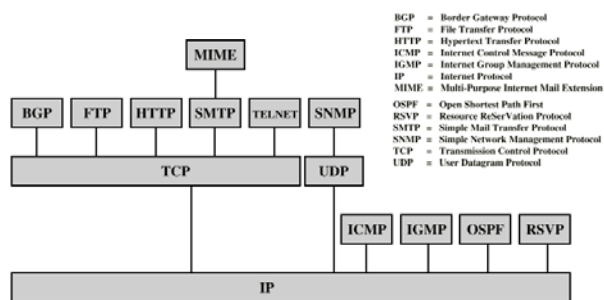 BGP = Border Gateway Protocol
FTP = File Transfer Protocol
HTTP = Hypertext Transfer Protocol
ICMP = Internet Control Message Protocol
IGMP = Internet Group Management Protocol
IP = Internet Protocol
MIME = Multi-Purpose Internet Mail Extension
OSPF = Open Shortest Path First
RSVP = Resource ReSerVation Protocol
SMTP = Simple Mail Transfer Protocol
SNMP = Simple Network Management Protocol
TCP = Transmission Control Protocol
UDP = User Datagram Protocol
MIME
BGP FTP HTTP SMTP TELNET SNMP
TCP UDP
ICMP IGMP OSPF RSVP
IP